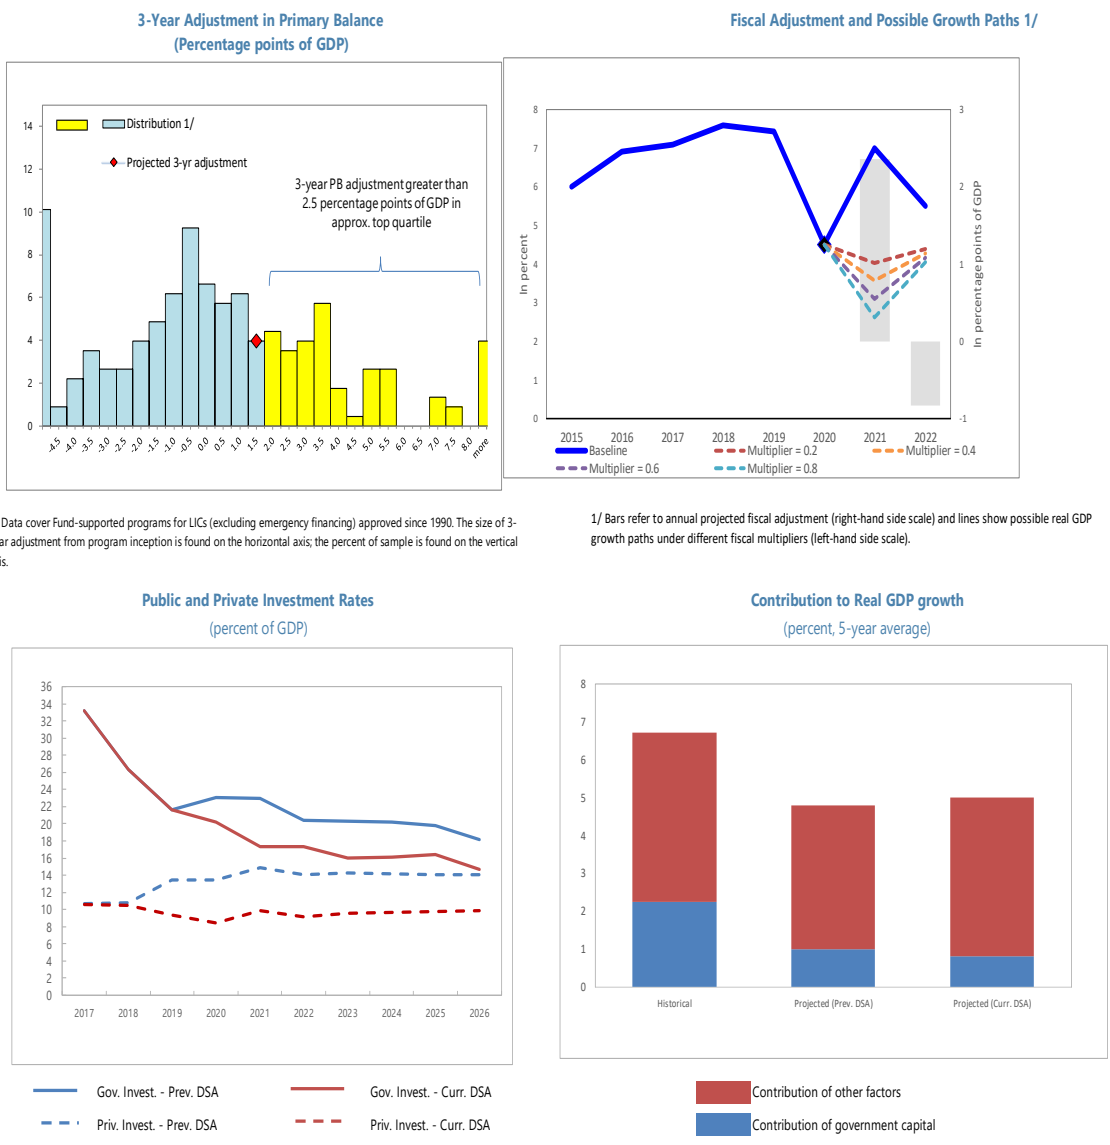 3-Year Adjustment in Primary Balance
(Percentage points of GDP)
14
12
10
8
6
4
2
0
Distribution 1/
Projected 3-yr adjustment
3-year PB adjustment greater than
2.5 percentage points of GDP in
approx. top quartile
-4.5
-4.0
-3.5
-3.0
-2.5
-2.0
-1.5
-1.0
-0.5
0.0
0.5
1.0
1.5
2.0
2.5
3.0
3.5
4.0
4.5
5.0
5.5
6.0
6.5
7.0
7.5
8.0
more
Data cover Fund-supported programs for LICs (excluding emergency financing) approved since 1990. The size of 3-
ar adjustment from program inception is found on the horizontal axis; the percent of sample is found on the vertical
is.
Fiscal Adjustment and Possible Growth Paths 1/
8
7
6
5
4
3
2
1
0
In percent
3
2
1
0
-1
In percentage points of GDP
2015 2016 2017 2018 2019 2020 2021 2022
Baseline Multiplier = 0.2 Multiplier = 0.4
Multiplier = 0.6 Multiplier = 0.8
1/ Bars refer to annual projected fiscal adjustment (right-hand side scale) and lines show possible real GDP
growth paths under different fiscal multipliers (left-hand side scale).
Public and Private Investment Rates
(percent of GDP)
36
34
32
30
28
26
24
22
20
18
16
14
12
10
8
6
4
2
0
2017 2018 2019 2020 2021 2022 2023 2024 2025 2026
Gov. Invest. - Prev. DSA Gov. Invest. - Curr. DSA
Priv. Invest. - Prev. DSA Priv. Invest. - Curr. DSA
Contribution to Real GDP growth
(percent, 5-year average)
8
7
6
5
4
3
2
1
0
Historical Projected (Prev. DSA) Projected (Curr. DSA)
Contribution of other factors
Contribution of government capital